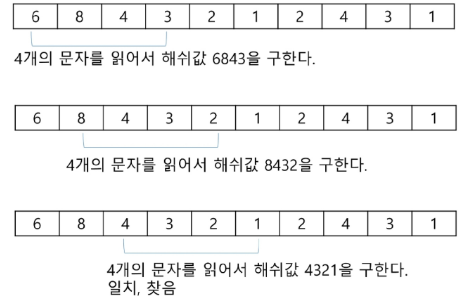 6 8 4 3 2 1 2 4 3 1
4개의 문자를 읽어서 해쉬값 6843을 구한다.
6 8 4 3 2 1 2 4 3 1
4개의 문자를 읽어서 해쉬값 8432을 구한다.
6 8 4 3 2 1 2 4 3 1
4개의 문자를 읽어서 해쉬값 4321을 구한다.
일치, 찾음